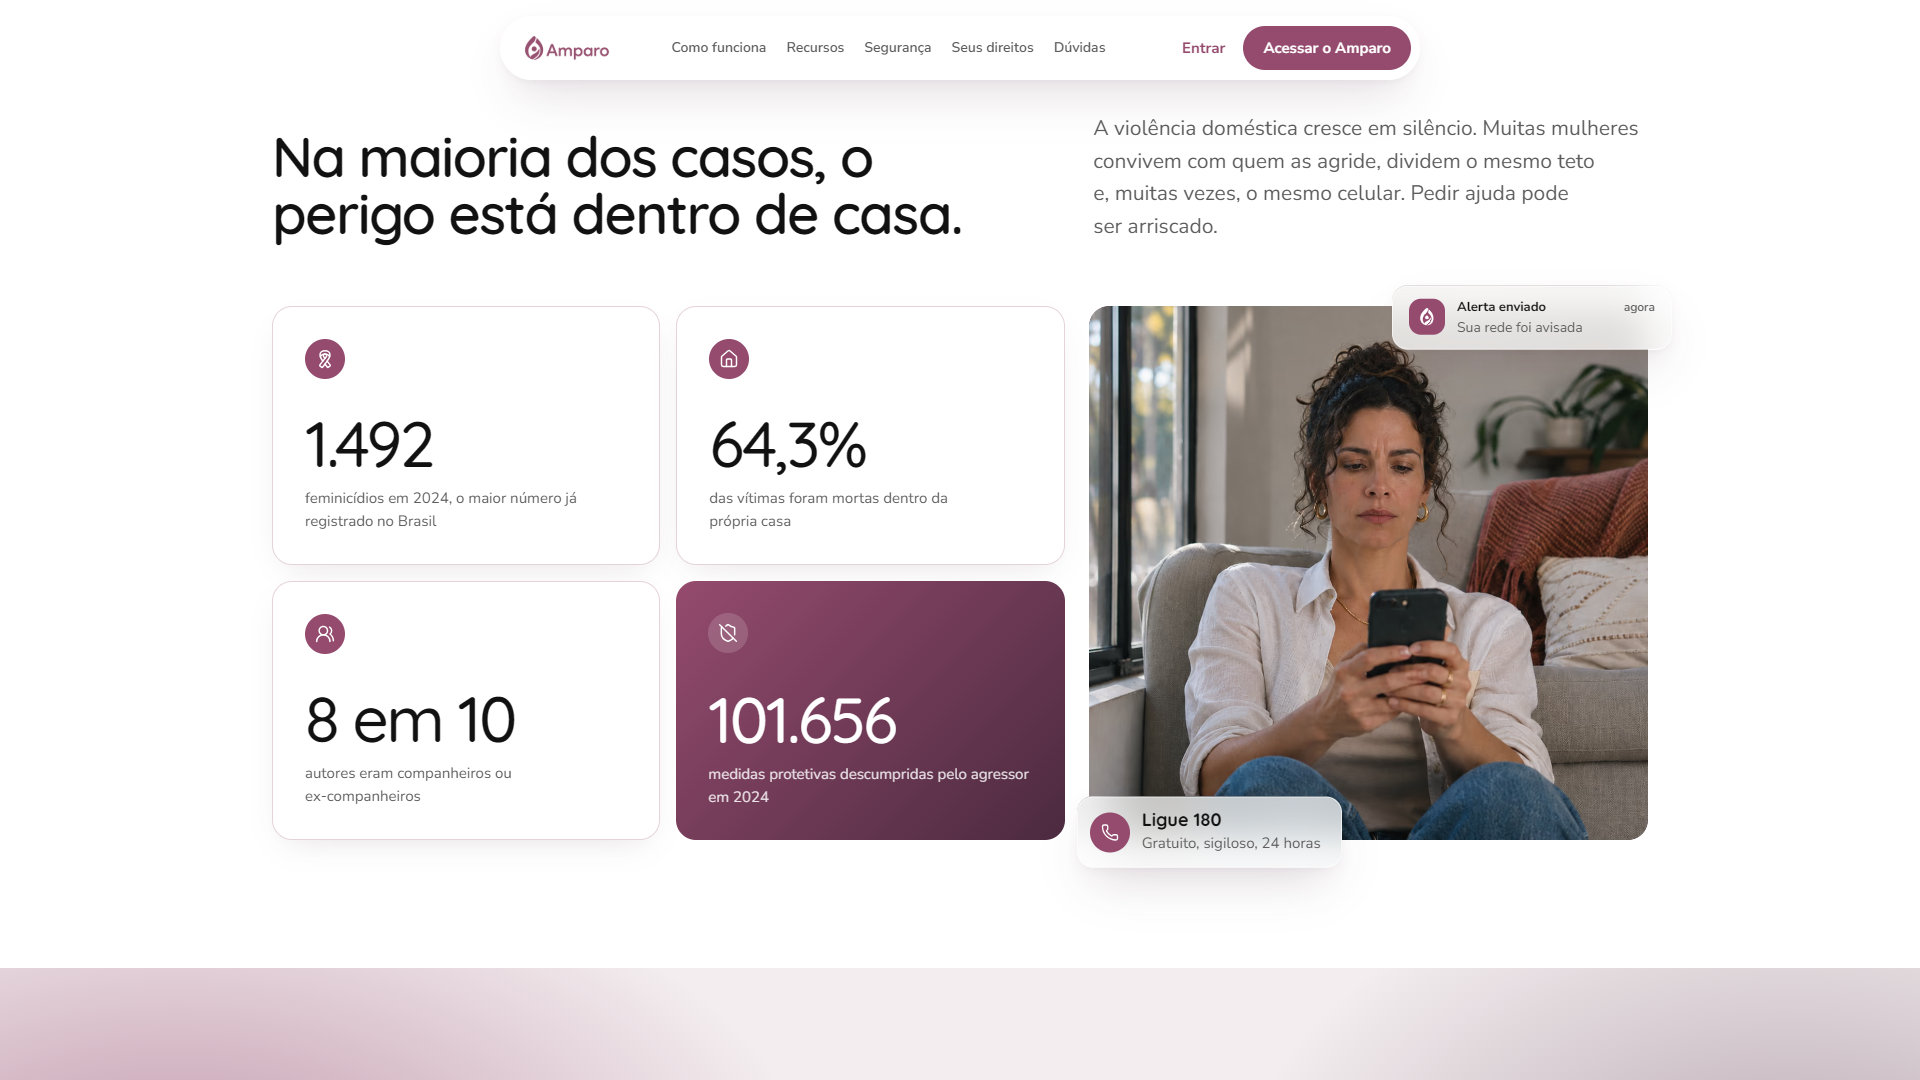 Amparo
Como funciona
Recursos
Segurança
Seus direitos
Dúvidas
Entrar
Acessar o Amparo
Na maioria dos casos, o
perigo está dentro de casa.
A violência doméstica cresce em silêncio. Muitas mulheres
convivem com quem as agride, dividem o mesmo teto
e, muitas vezes, o mesmo celular. Pedir ajuda pode
ser arriscado.
1.492
feminicídios em 2024, o maior número já
registrado no Brasil
64,3%
das vítimas foram mortas dentro da
própria casa
8 em 10
autores eram companheiros ou
ex-companheiros
101.656
medidas protetivas descumpridas pelo agressor
em 2024
Alerta enviado
agora
Sua rede foi avisada
Ligue 180
Gratuito, sigiloso, 24 horas